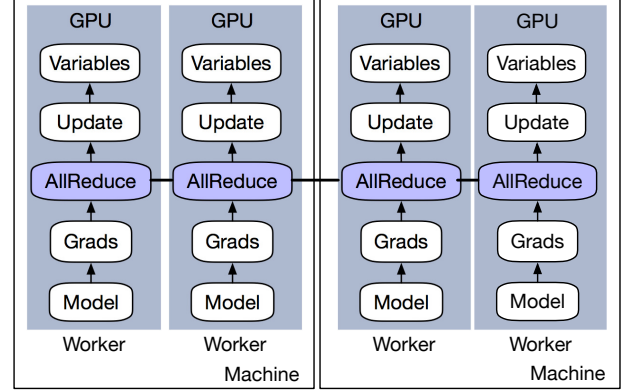 GPU GPU GPU GPU
Variables Variables Variables Variables
Update Update Update Update
AllReduce AllReduce AllReduce AllReduce
Grads Grads Grads Grads
Model Model Model Model
Worker Worker Worker Worker
Machine Machine